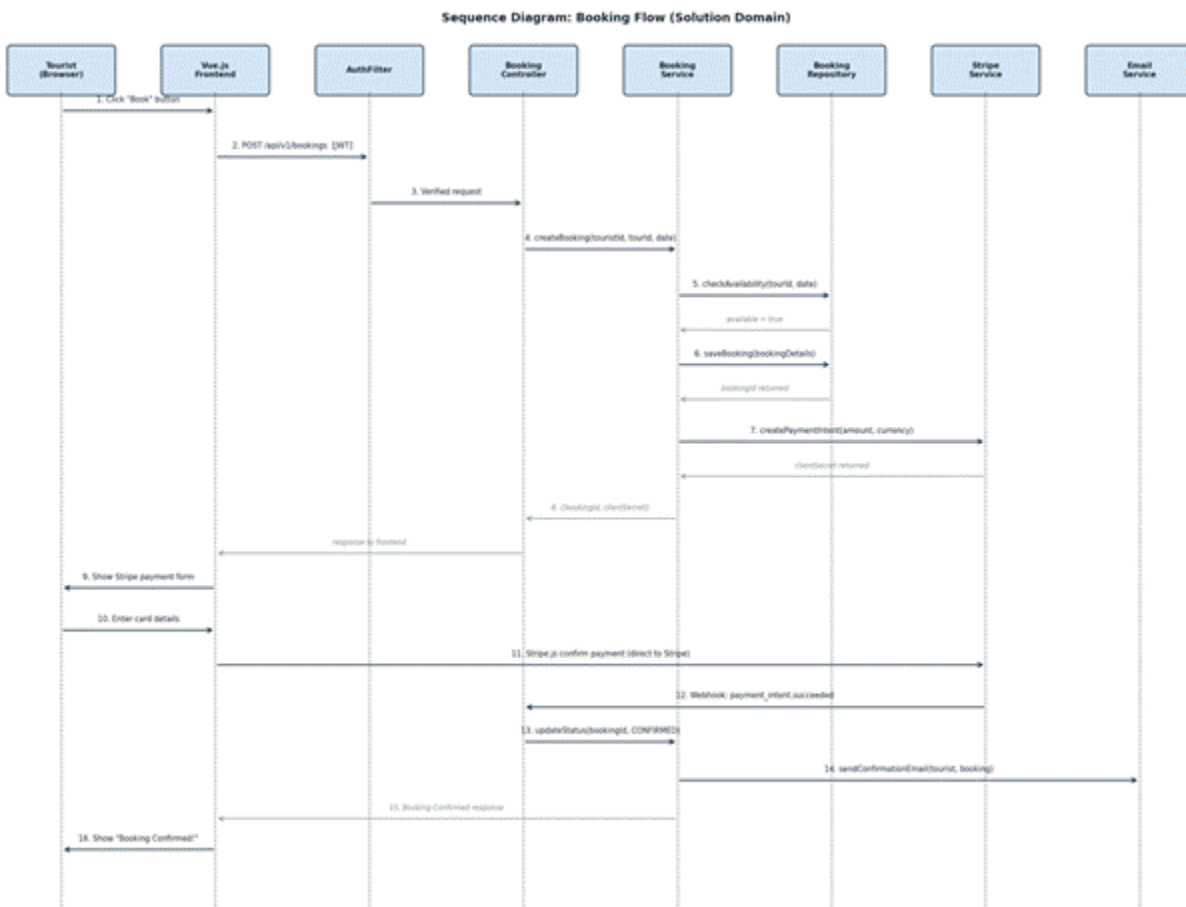 Sequence Diagram: Booking Flow (Solution Domain)
Tourist
(Browser)
Vue.js
Frontend
AuthFilter
Booking
Controller
Booking
Service
Booking
Repository
Stripe
Service
Email
Service
1. Click "Book" button
2. POST /api/v1/bookings [JWT]
3. Verified request
4. createBooking(touristId, tourId, date)
5. checkAvailability(tourId, date)
available = true
6. saveBooking(bookingDetails)
bookingId returned
7. createPaymentIntent(amount, currency)
clientSecret returned
{bookingId, clientSecret}
response to frontend
9. Show Stripe payment form
10. Enter card details
11. Stripe.js confirm payment (direct to Stripe)
12. Webhook: payment_intent.succeeded
13. updateStatus(bookingId, CONFIRMED)
14. sendConfirmationEmail(tourist, booking)
15. Booking Confirmed response
16. Show "Booking Confirmed!"